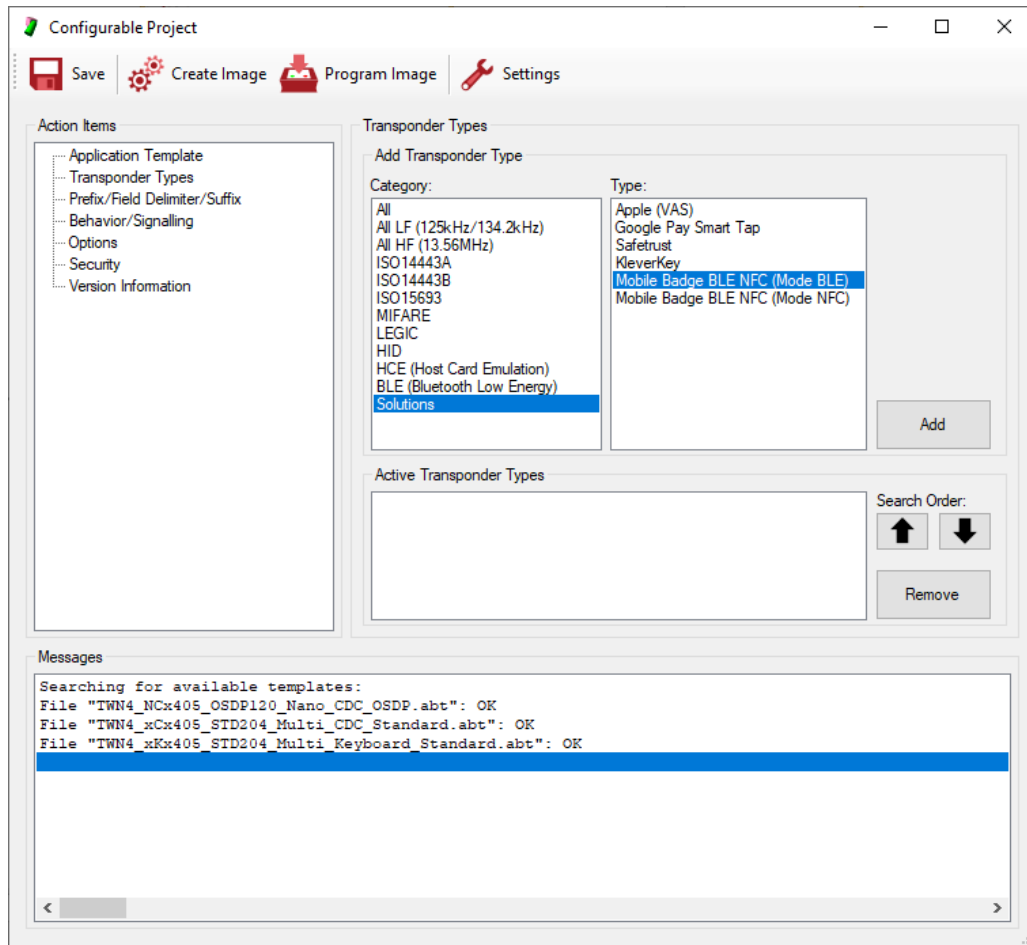 Configurable Project
Save
Create Image
Program Image
Settings
Action Items
Application Template
Transponder Types
Prefix/Field Delimiter/Suffix
Behavior/Signalling
Options
Security
Version Information
Transponder Types
Add Transponder Type
Category:
All
All LF (125kHz/134.2kHz)
All HF (13.56MHz)
ISO14443A
ISO14443B
ISO15693
MIFARE
LEGIC
HID
HCE (Host Card Emulation)
BLE (Bluetooth Low Energy)
Solutions
Type:
Apple (VAS)
Google Pay Smart Tap
Safetrust
KleverKey
Mobile Badge BLE NFC (Mode BLE)
Mobile Badge BLE NFC (Mode NFC)
Add
Active Transponder Types
Search Order:
Remove
Messages
Searching for available templates:
File "TWN4_NCx405_OSDP120_Nano_CDC_OSDP.abt": OK
File "TWN4_xCx405_STD204_Multi_CDC_Standard.abt": OK
File "TWN4_xKx405_STD204_Multi_Keyboard_Standard.abt": OK